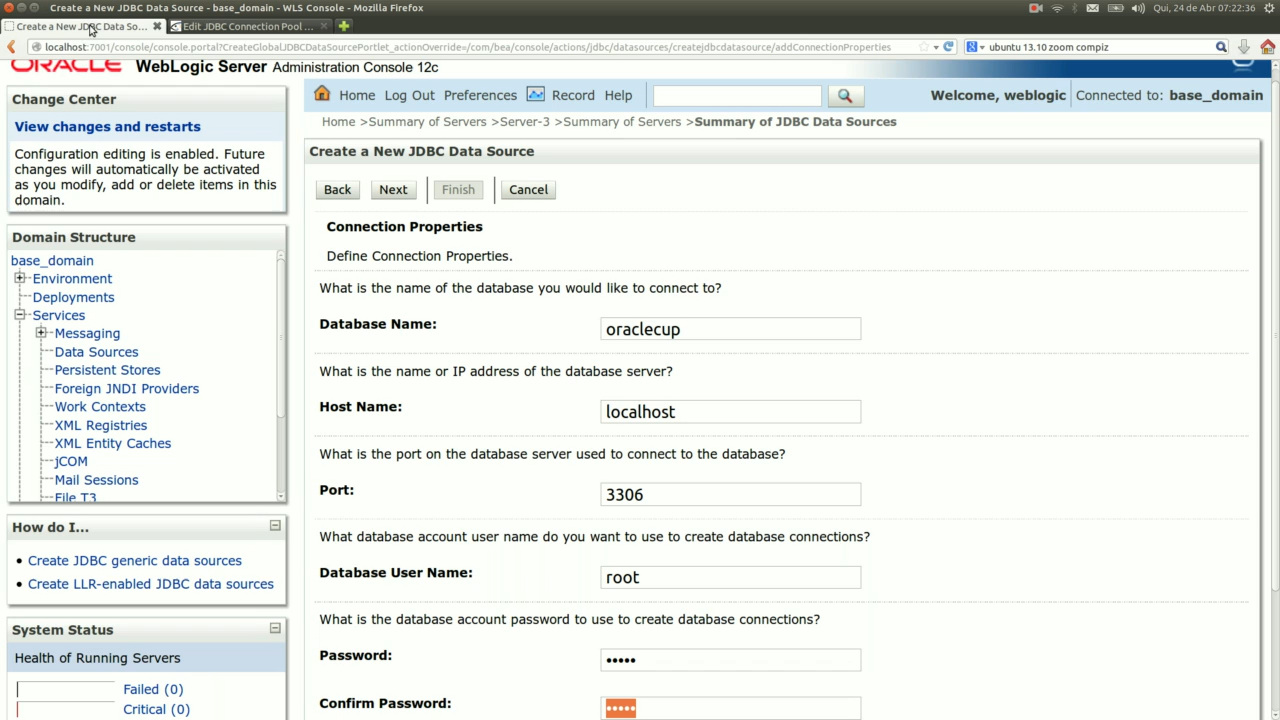 Create a New JDBC Data Source - base_domain - WLS Console - Mozilla Firefox
Qui, 24 de Abr 07:22:36
Create a New JDBC Data So...
Edit JDBC Connection Pool ...
localhost:7001/console/console.portal?CreateGlobalJDBCDataSourcePortlet_actionOverride=/com/bea/console/actions/jdbc/datasources/createjdbcdatasource/addConnectionProperties
ubuntu 13.10 zoom compiz
ORACLE WebLogic Server Administration Console 12c
Change Center
View changes and restarts
Configuration editing is enabled. Future
changes will automatically be activated
as you modify, add or delete items in this
domain.
Domain Structure
base_domain
Environment
Deployments
Services
Messaging
Data Sources
Persistent Stores
Foreign JNDI Providers
Work Contexts
XML Registries
XML Entity Caches
jCOM
Mail Sessions
File T3
How do I...
Create JDBC generic data sources
Create LLR-enabled JDBC data sources
System Status
Health of Running Servers
Failed (0)
Critical (0)
Home Log Out Preferences Record Help
Welcome, weblogic Connected to: base_domain
Home >Summary of Servers >Server-3 >Summary of Servers >Summary of JDBC Data Sources
Create a New JDBC Data Source
Back Next Finish Cancel
Connection Properties
Define Connection Properties.
What is the name of the database you would like to connect to?
Database Name: oraclecup
What is the name or IP address of the database server?
Host Name: localhost
What is the port on the database server used to connect to the database?
Port: 3306
What database account user name do you want to use to create database connections?
Database User Name: root
What is the database account password to use to create database connections?
Password: •••••
Confirm Password: •••••